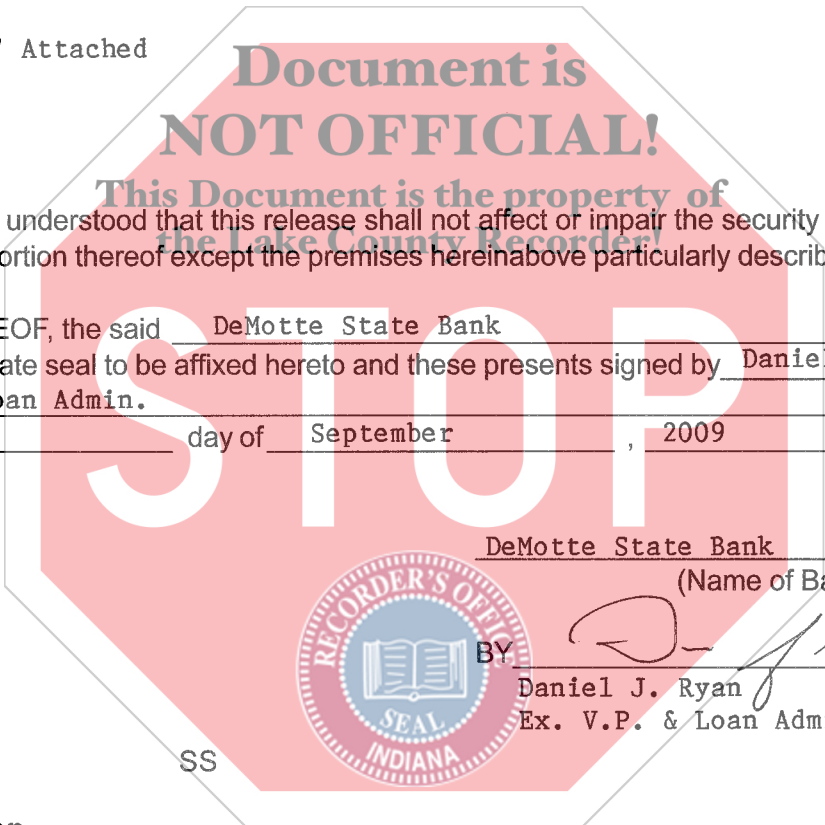 " Attached
Document is
NOT OFFICIAL!
This Document is the property of
understood that this release shall not affect or impair the security
the Lake County Recorder!
ortion thereof except the premises hereinabove particularly describ
EOF, the said DeMotte State Bank
ate seal to be affixed hereto and these presents signed by Daniel
oan Admin.
day of September , 2009
STOP
DeMotte State Bank
(Name of Ba
RECORDER'S OFFICE
BY
Daniel J. Ryan
SEAL
Ex. V.P. & Loan Adm
INDIANA
SS